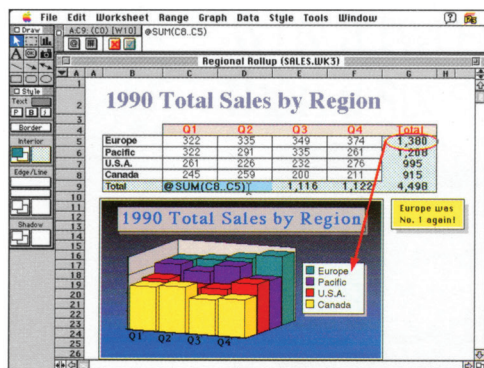 File Edit Worksheet Range Graph Data Style Tools Window
Draw A:C9: (C0) [W10] @SUM(C8..C5)
Regional Rollup (SALES.WK3)
A A B C D E F G H
1
2 1990 Total Sales by Region
3
4 Q1 Q2 Q3 Q4 Total
5 Europe 322 335 349 374 1,380
6 Pacific 322 291 335 261 1,208
7 U.S.A. 261 226 232 276 995
8 Canada 245 259 200 211 915
9 Total @SUM(C8..C5) 1,116 1,122 4,498
10
11
12
13
14
15
16
17
18
19
20
21
22
23
24
25
26
Style
Text
P B I
Border
Interior
Edge/Line
Shadow
Europe was
No. 1 again!
1990 Total Sales by Region
Europe
Pacific
U.S.A.
Canada
Q1 Q2 Q3 Q4